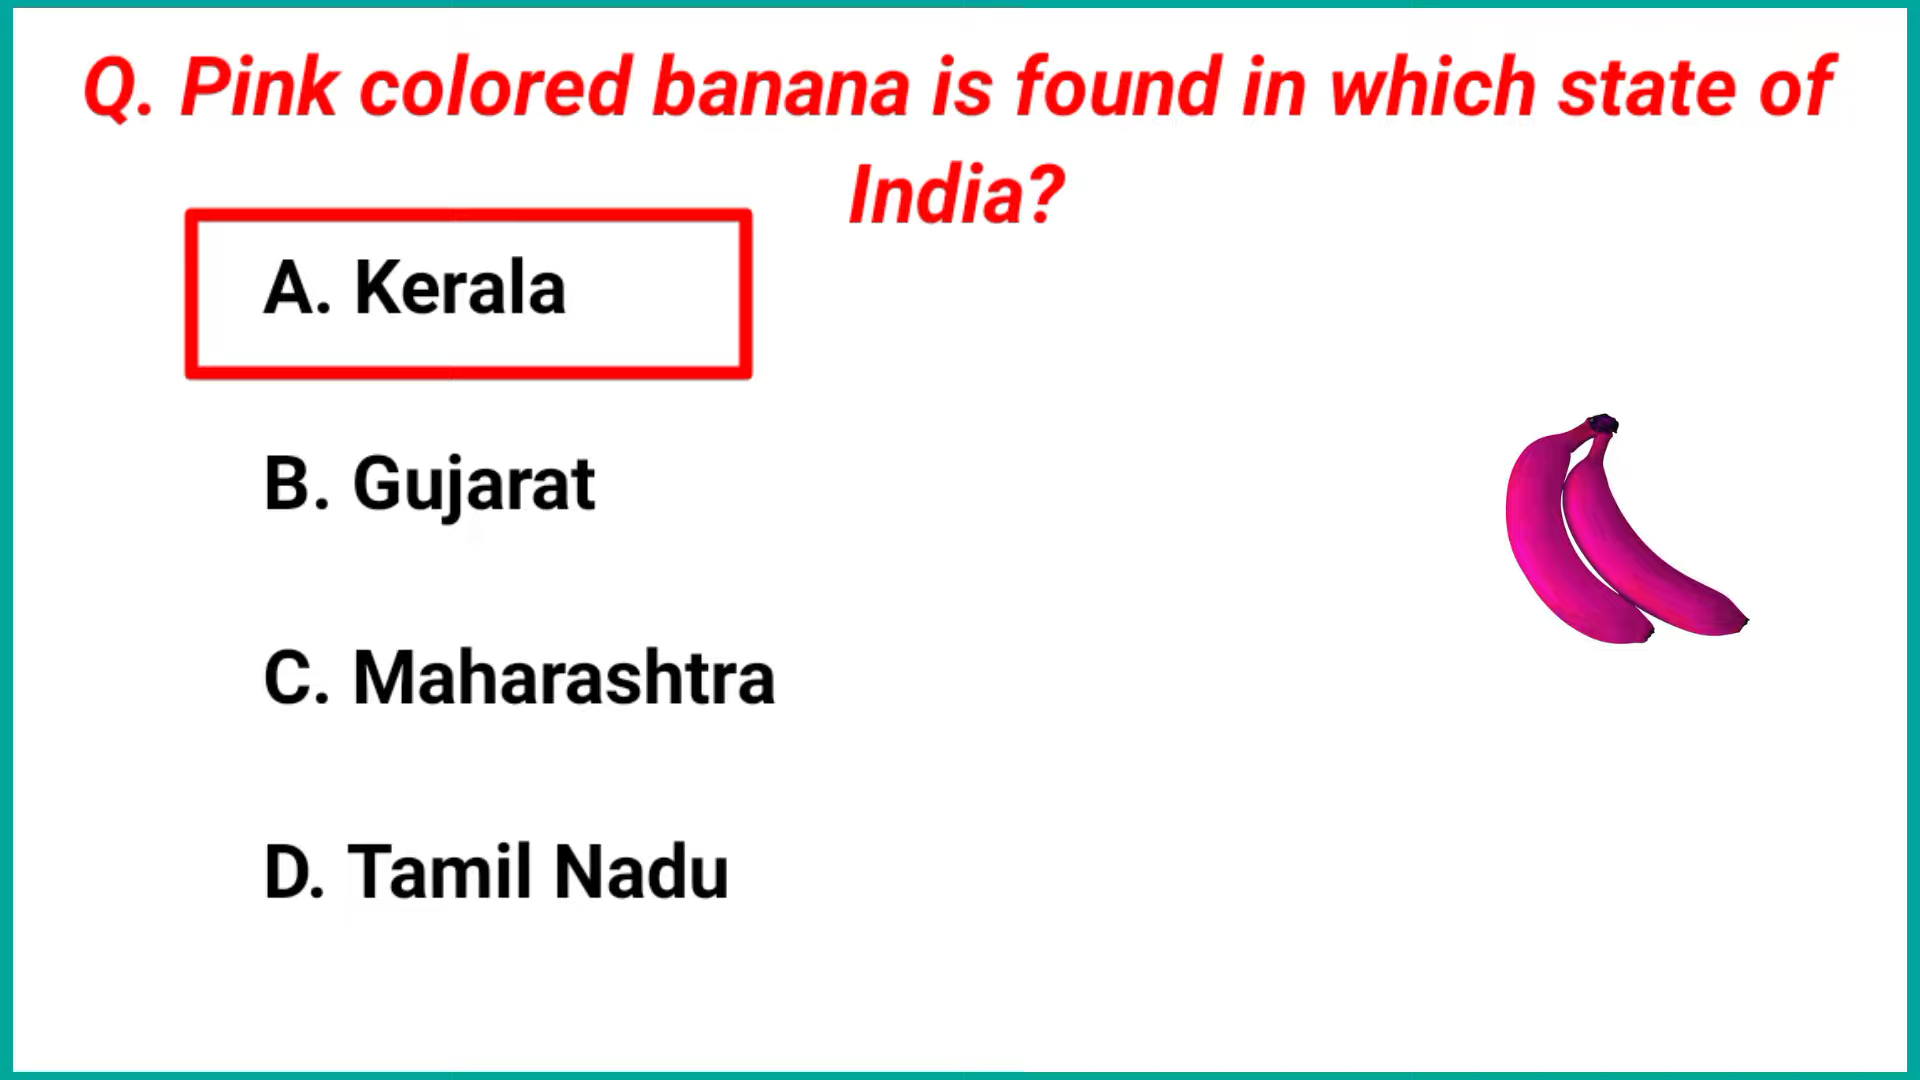 Q. Pink colored banana is found in which state of
India?
A. Kerala
B. Gujarat
C. Maharashtra
D. Tamil Nadu